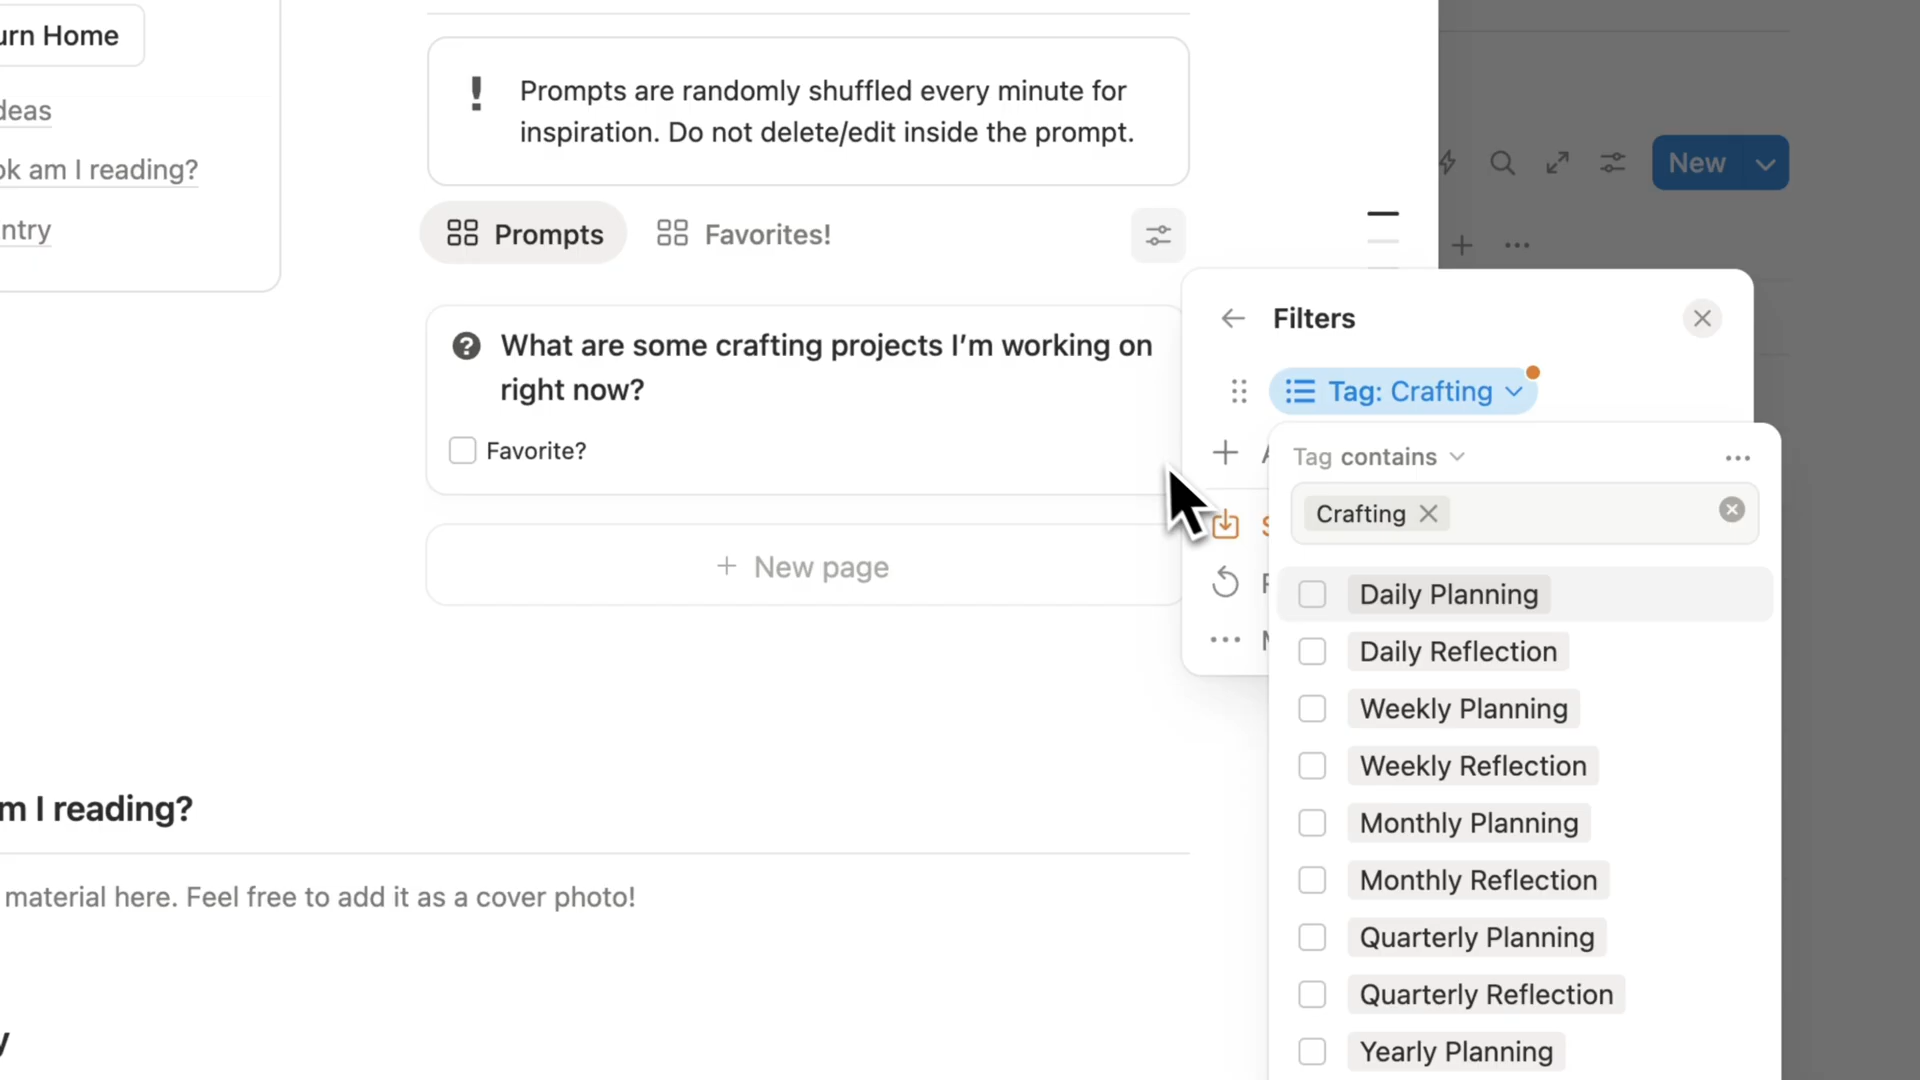 urn Home
deas
ok am I reading?
ntry
Prompts are randomly shuffled every minute for
inspiration. Do not delete/edit inside the prompt.
Prompts
Favorites!
What are some crafting projects I'm working on
right now?
Favorite?
+ New page
m I reading?
material here. Feel free to add it as a cover photo!
y
New
Filters
Tag: Crafting
Tag contains
Crafting
Daily Planning
Daily Reflection
Weekly Planning
Weekly Reflection
Monthly Planning
Monthly Reflection
Quarterly Planning
Quarterly Reflection
Yearly Planning